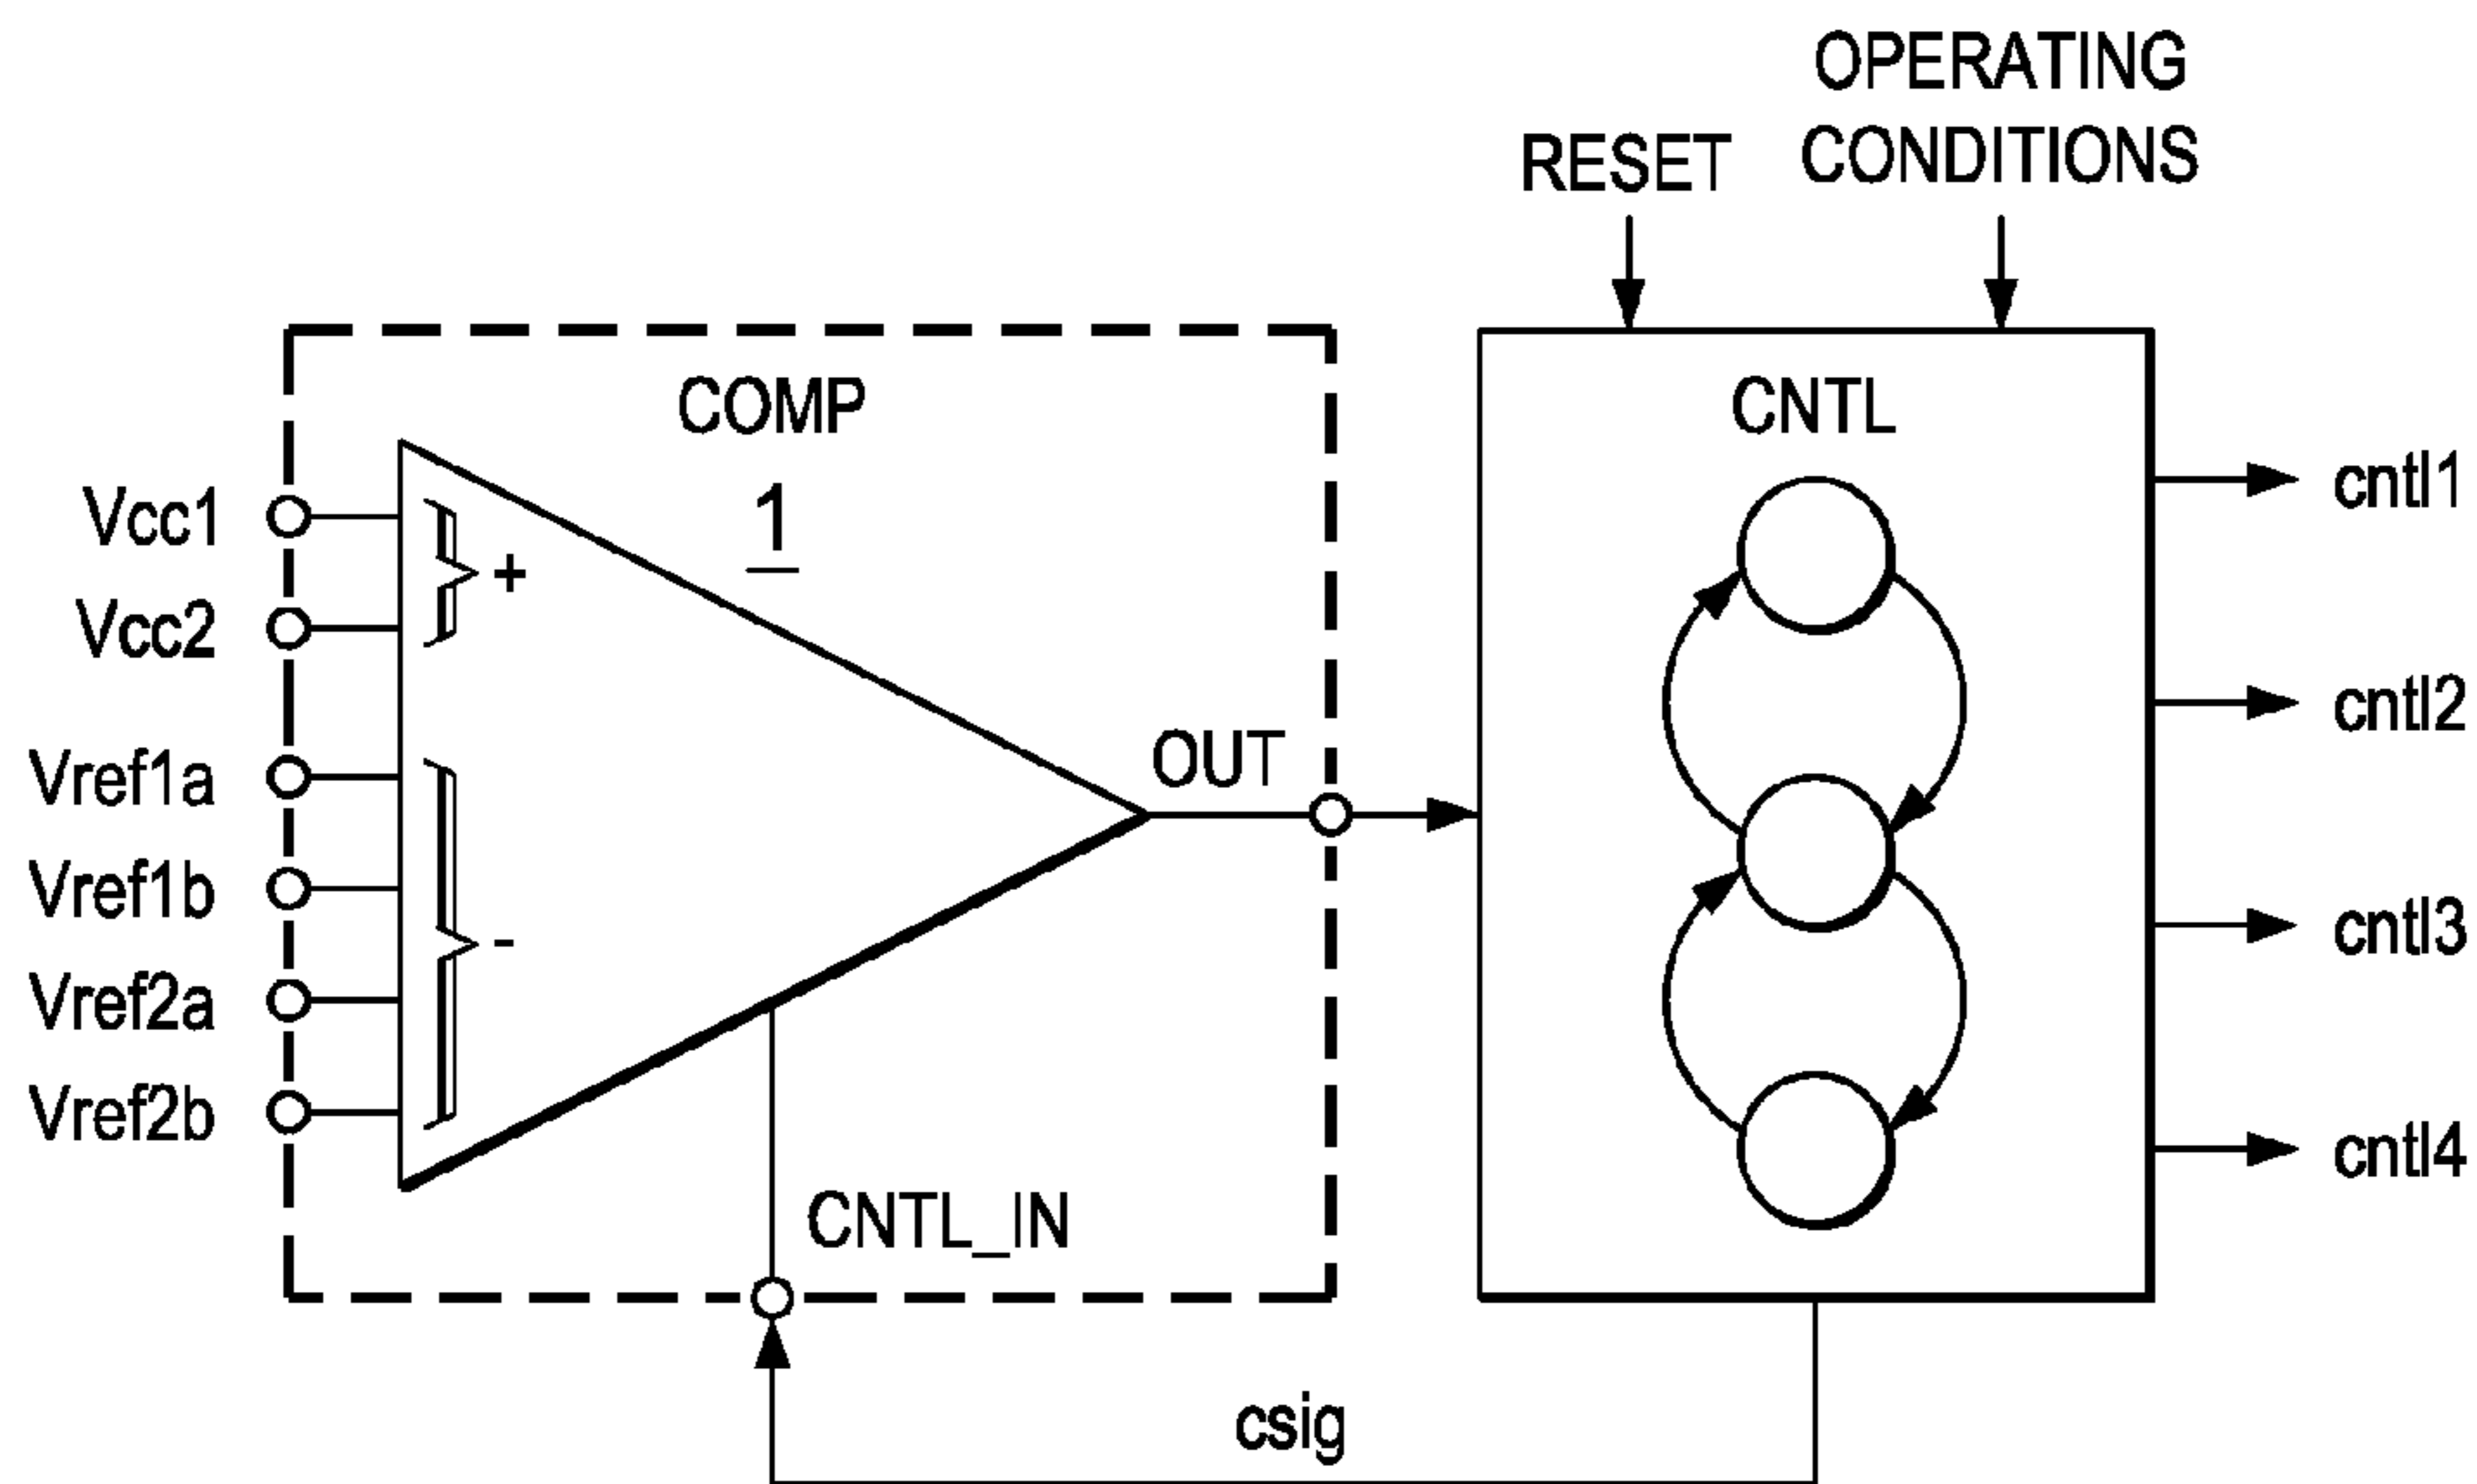 OPERATING
CONDITIONS
RESET
COMP
1
CNTL
Vcc1
Vcc2
+
Vref1a
Vref1b
Vref2a
Vref2b
-
OUT
CNTL_IN
csig
cntl1
cntl2
cntl3
cntl4